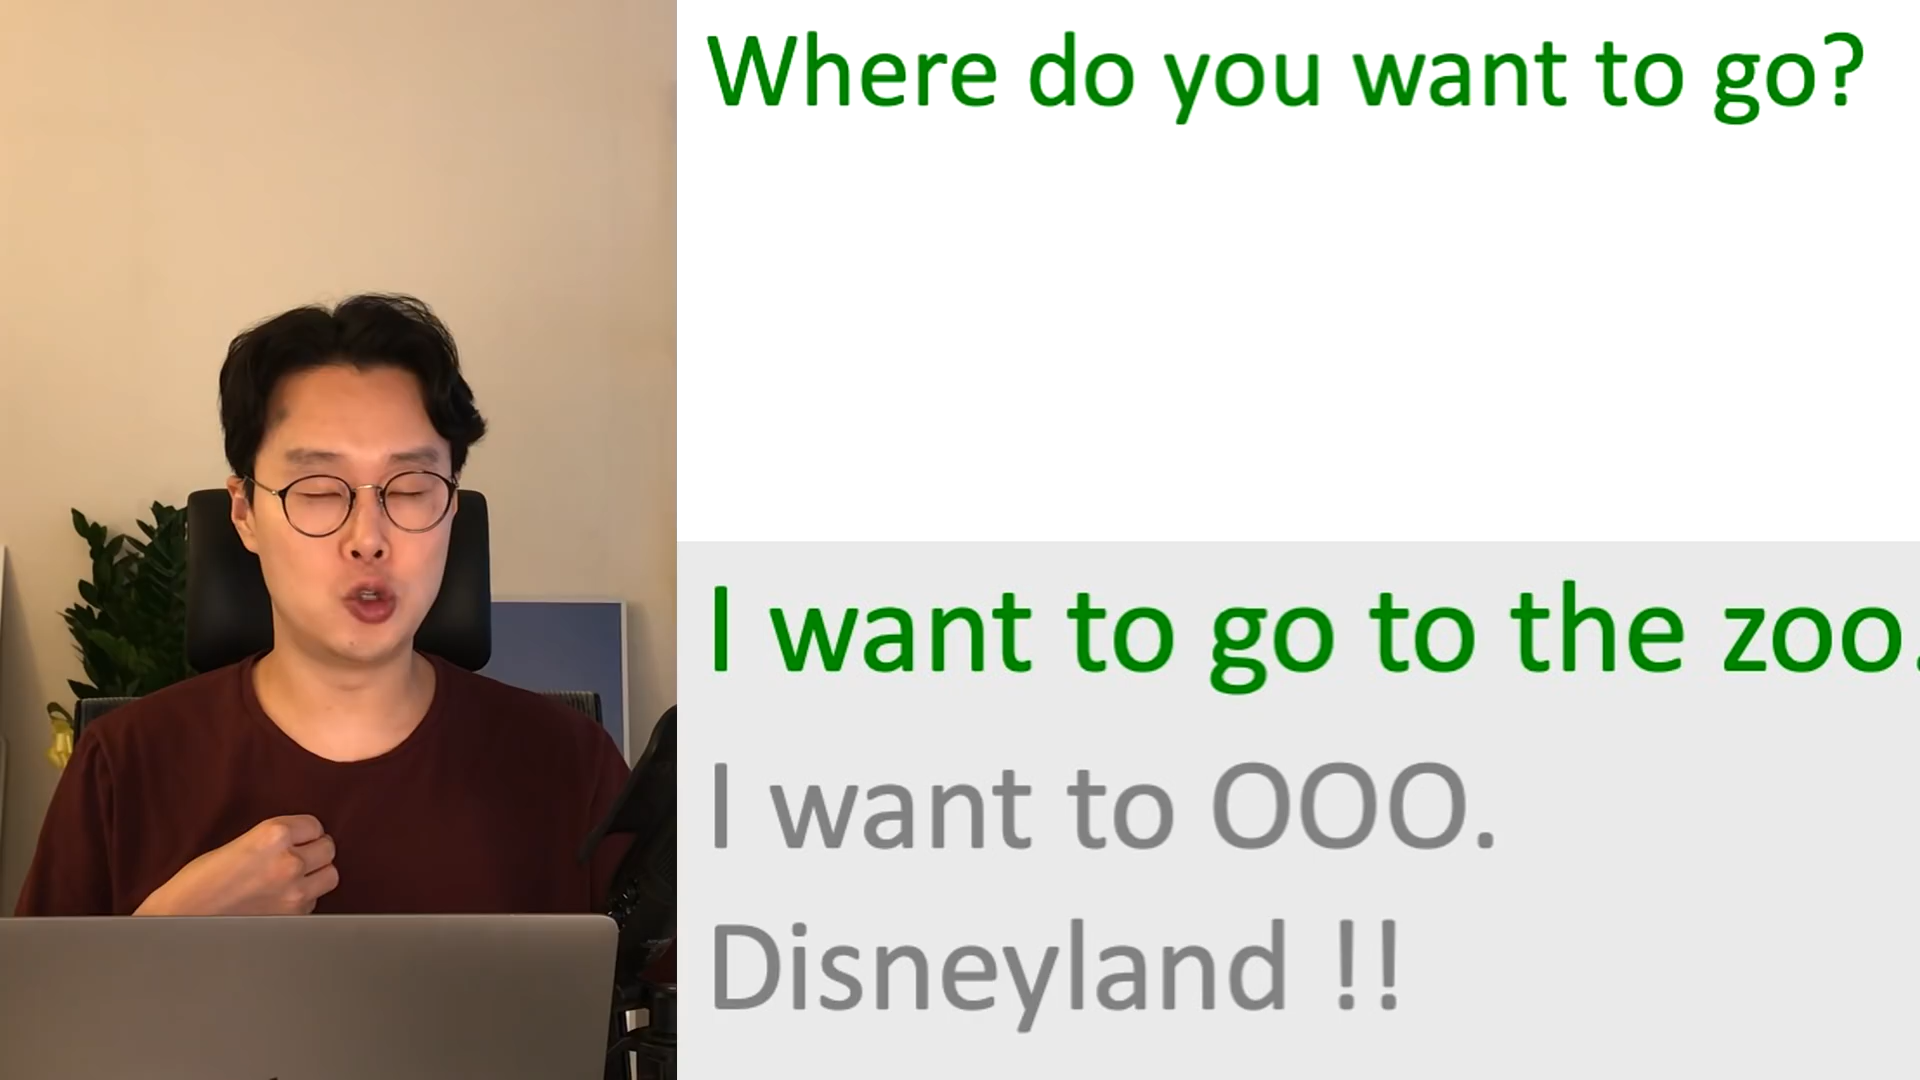 Where do you want to go?
I want to go to the zoo.
I want to OOO.
Disneyland !!